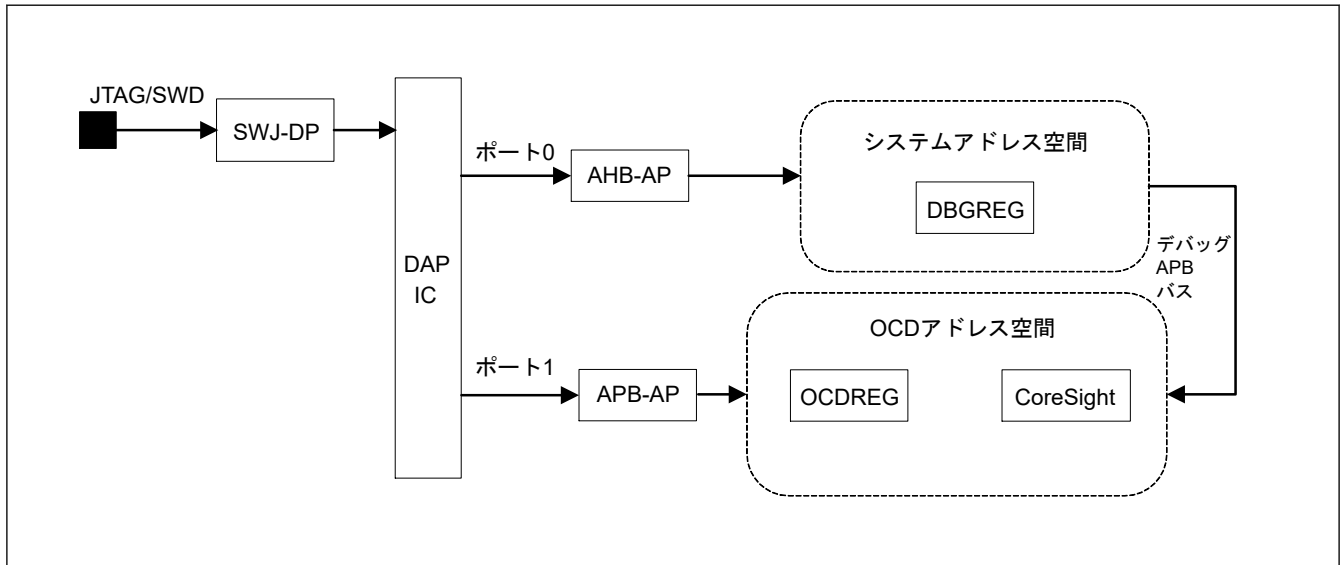 JTAG/SWD
SWJ-DP
DAP
IC
ポート0
AHB-AP
システムアドレス空間
DBGREG
デバッグ
APB
バス
ポート1
APB-AP
OCDアドレス空間
OCDREG
CoreSight